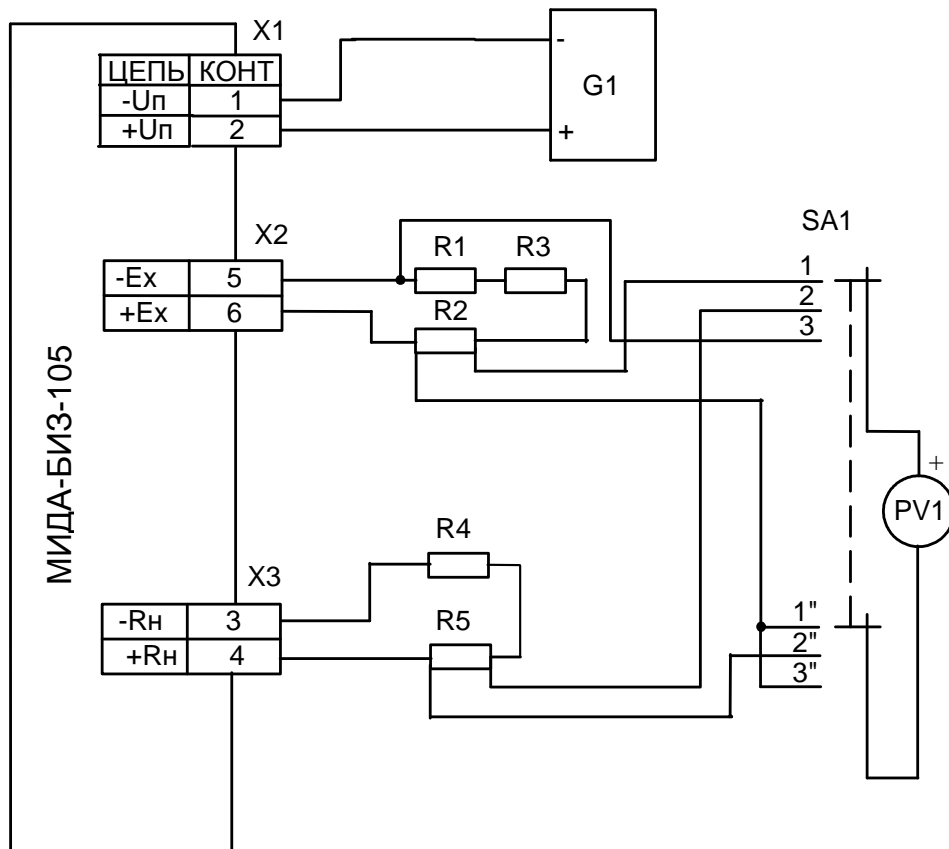 X1
ЦЕПЬ КОНТ
-Uп 1
+Uп 2
-
G1
+
X2
-Ex 5
+Ex 6
R1 R3
R2
SA1
1
2
3
МИДА-БИЗ-105
+
PV1
R4
X3
-Rн 3
+Rн 4
R5
1"
2"
3"